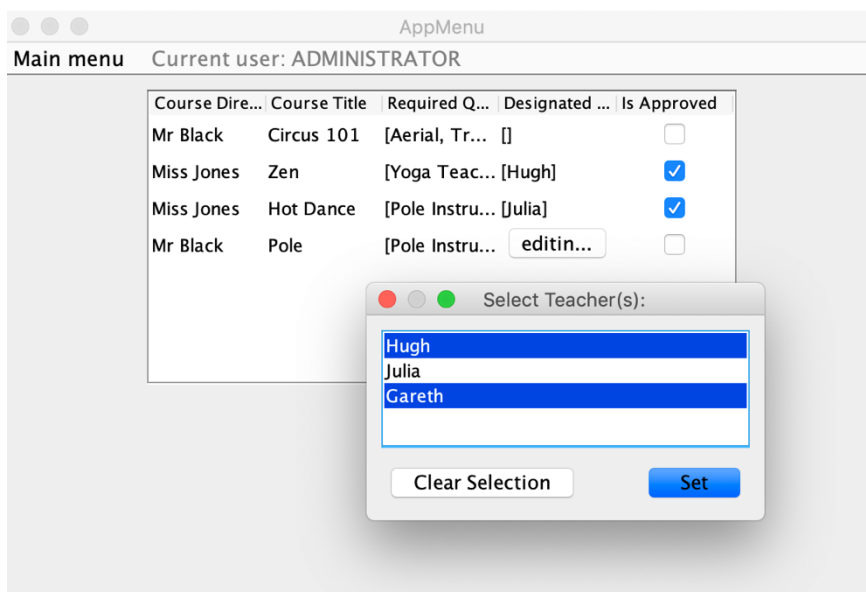 AppMenu
Main menu Current user: ADMINISTRATOR
Course Dire... Course Title Required Q... Designated ... Is Approved
Mr Black Circus 101 [Aerial, Tr... []
Miss Jones Zen [Yoga Teac... [Hugh]
Miss Jones Hot Dance [Pole Instru... [Julia]
Mr Black Pole [Pole Instru... editin...
Select Teacher(s):
Hugh
Julia
Gareth
Clear Selection Set